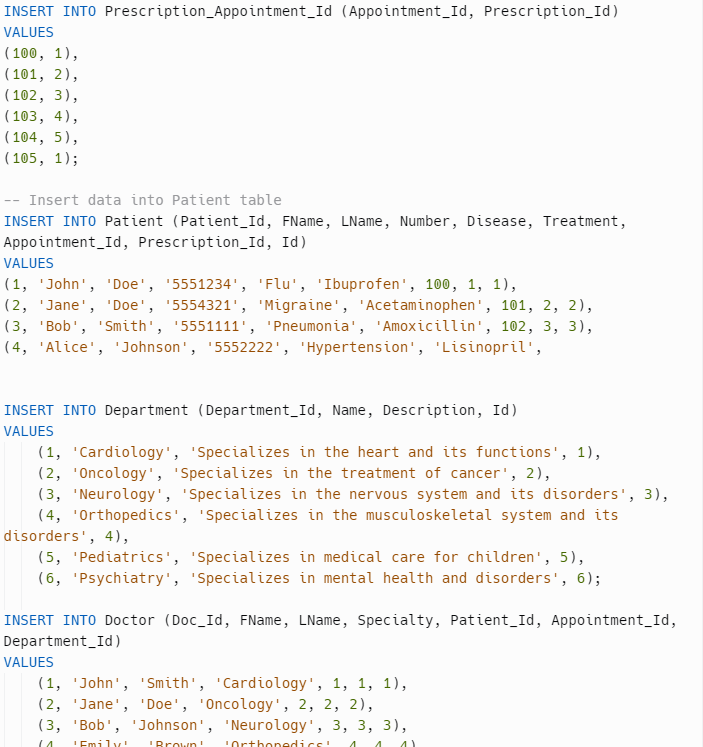 INSERT INTO Prescription_Appointment_Id (Appointment_Id, Prescription_Id)
VALUES
(100, 1),
(101, 2),
(102, 3),
(103, 4),
(104, 5),
(105, 1);
-- Insert data into Patient table
INSERT INTO Patient (Patient_Id, FName, LName, Number, Disease, Treatment,
Appointment_Id, Prescription_Id, Id)
VALUES
(1, 'John', 'Doe', '5551234', 'Flu', 'Ibuprofen', 100, 1, 1),
(2, 'Jane', 'Doe', '5554321', 'Migraine', 'Acetaminophen', 101, 2, 2),
(3, 'Bob', 'Smith', '5551111', 'Pneumonia', 'Amoxicillin', 102, 3, 3),
(4, 'Alice', 'Johnson', '5552222', 'Hypertension', 'Lisinopril',
INSERT INTO Department (Department_Id, Name, Description, Id)
VALUES
(1, 'Cardiology', 'Specializes in the heart and its functions', 1),
(2, 'Oncology', 'Specializes in the treatment of cancer', 2),
(3, 'Neurology', 'Specializes in the nervous system and its disorders', 3),
(4, 'Orthopedics', 'Specializes in the musculoskeletal system and its
disorders', 4),
(5, 'Pediatrics', 'Specializes in medical care for children', 5),
(6, 'Psychiatry', 'Specializes in mental health and disorders', 6);
INSERT INTO Doctor (Doc_Id, FName, LName, Specialty, Patient_Id, Appointment_Id,
Department_Id)
VALUES
(1, 'John', 'Smith', 'Cardiology', 1, 1, 1),
(2, 'Jane', 'Doe', 'Oncology', 2, 2, 2),
(3, 'Bob', 'Johnson', 'Neurology', 3, 3, 3),
(4, 'Emily', 'Brown', 'Orthopedics', 4, 4, 4)